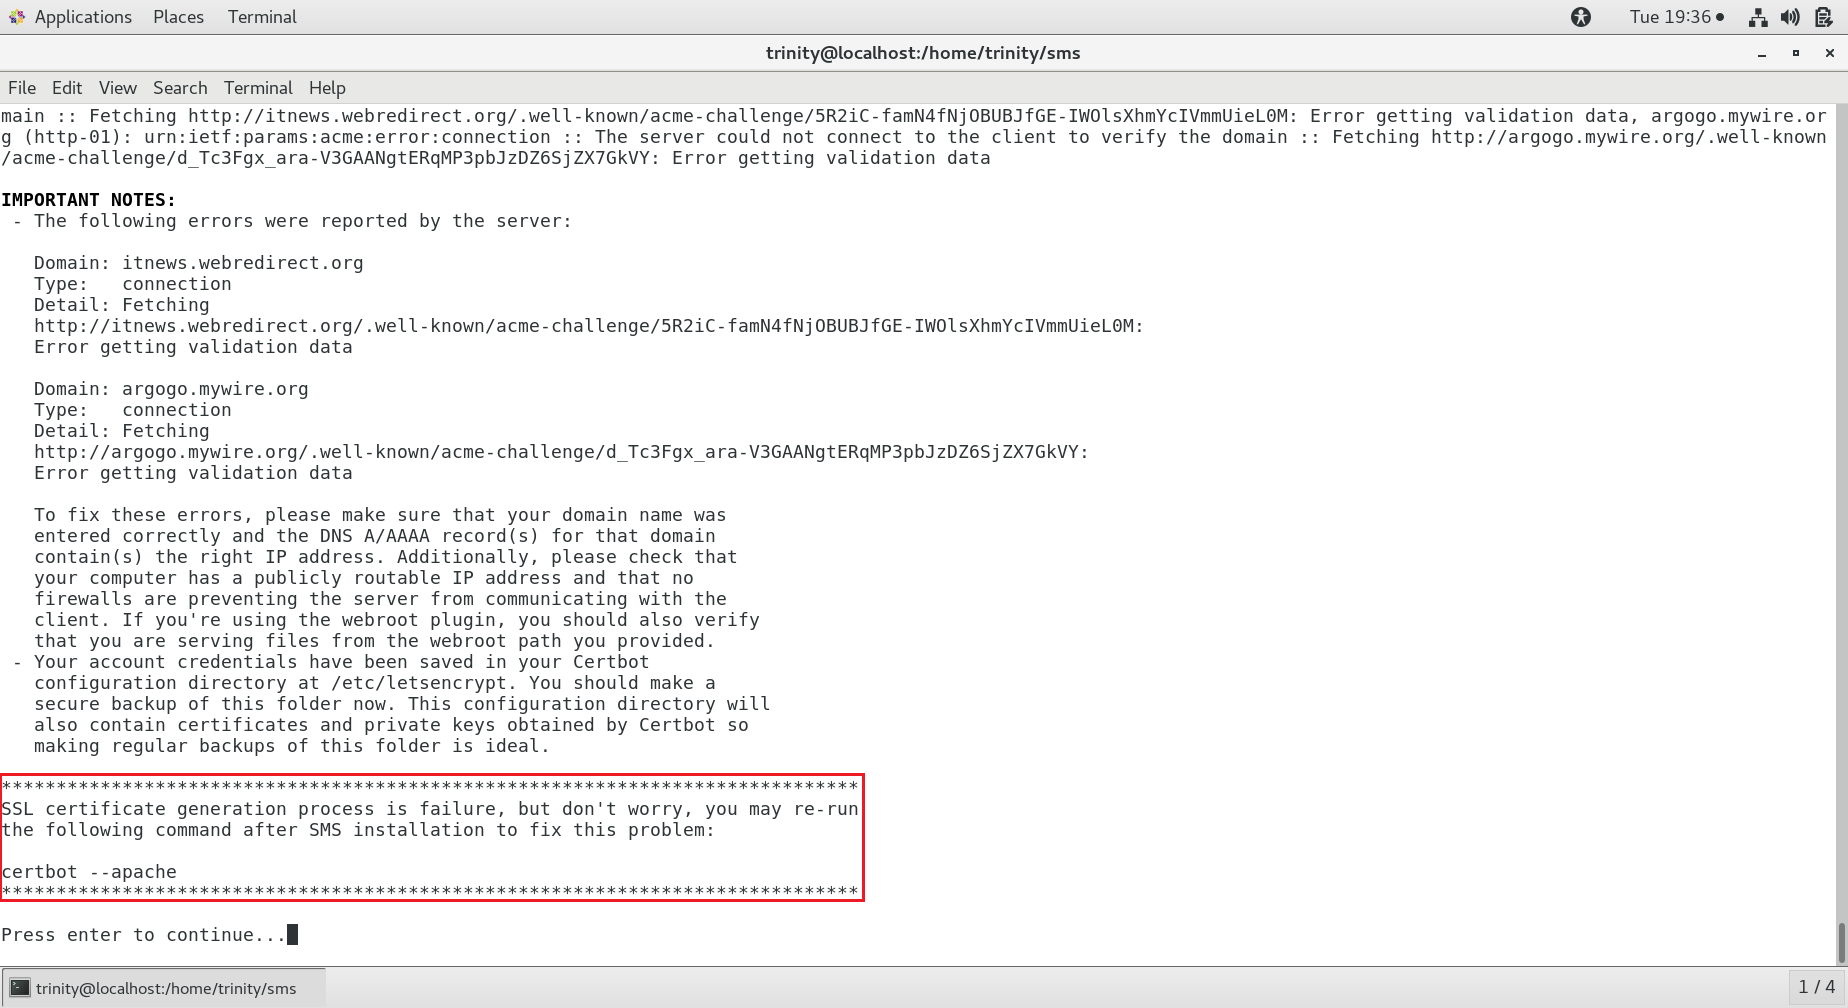 Applications Places Terminal Tue 19:36
trinity@localhost:/home/trinity/sms
File Edit View Search Terminal Help
main :: Fetching http://itnews.webredirect.org/.well-known/acme-challenge/5R2iC-famN4fNjOBUBJfGE-IWOlsXhmYcIVmmUieL0M: Error getting validation data, argogo.mywire.or
g (http-01): urn:ietf:params:acme:error:connection :: The server could not connect to the client to verify the domain :: Fetching http://argogo.mywire.org/.well-known
/acme-challenge/d_Tc3Fgx_ara-V3GAANgtERqMP3pbJzDZ6SjZX7GkVY: Error getting validation data
IMPORTANT NOTES:
- The following errors were reported by the server:
Domain: itnews.webredirect.org
Type: connection
Detail: Fetching
http://itnews.webredirect.org/.well-known/acme-challenge/5R2iC-famN4fNjOBUBJfGE-IWOlsXhmYcIVmmUieL0M:
Error getting validation data
Domain: argogo.mywire.org
Type: connection
Detail: Fetching
http://argogo.mywire.org/.well-known/acme-challenge/d_Tc3Fgx_ara-V3GAANgtERqMP3pbJzDZ6SjZX7GkVY:
Error getting validation data
To fix these errors, please make sure that your domain name was
entered correctly and the DNS A/AAAA record(s) for that domain
contain(s) the right IP address. Additionally, please check that
your computer has a publicly routable IP address and that no
firewalls are preventing the server from communicating with the
client. If you're using the webroot plugin, you should also verify
that you are serving files from the webroot path you provided.
- Your account credentials have been saved in your Certbot
configuration directory at /etc/letsencrypt. You should make a
secure backup of this folder now. This configuration directory will
also contain certificates and private keys obtained by Certbot so
making regular backups of this folder is ideal.
******************************************************************************
SSL certificate generation process is failure, but don't worry, you may re-run
the following command after SMS installation to fix this problem:
certbot --apache
******************************************************************************
Press enter to continue...
trinity@localhost:/home/trinity/sms 1 / 4